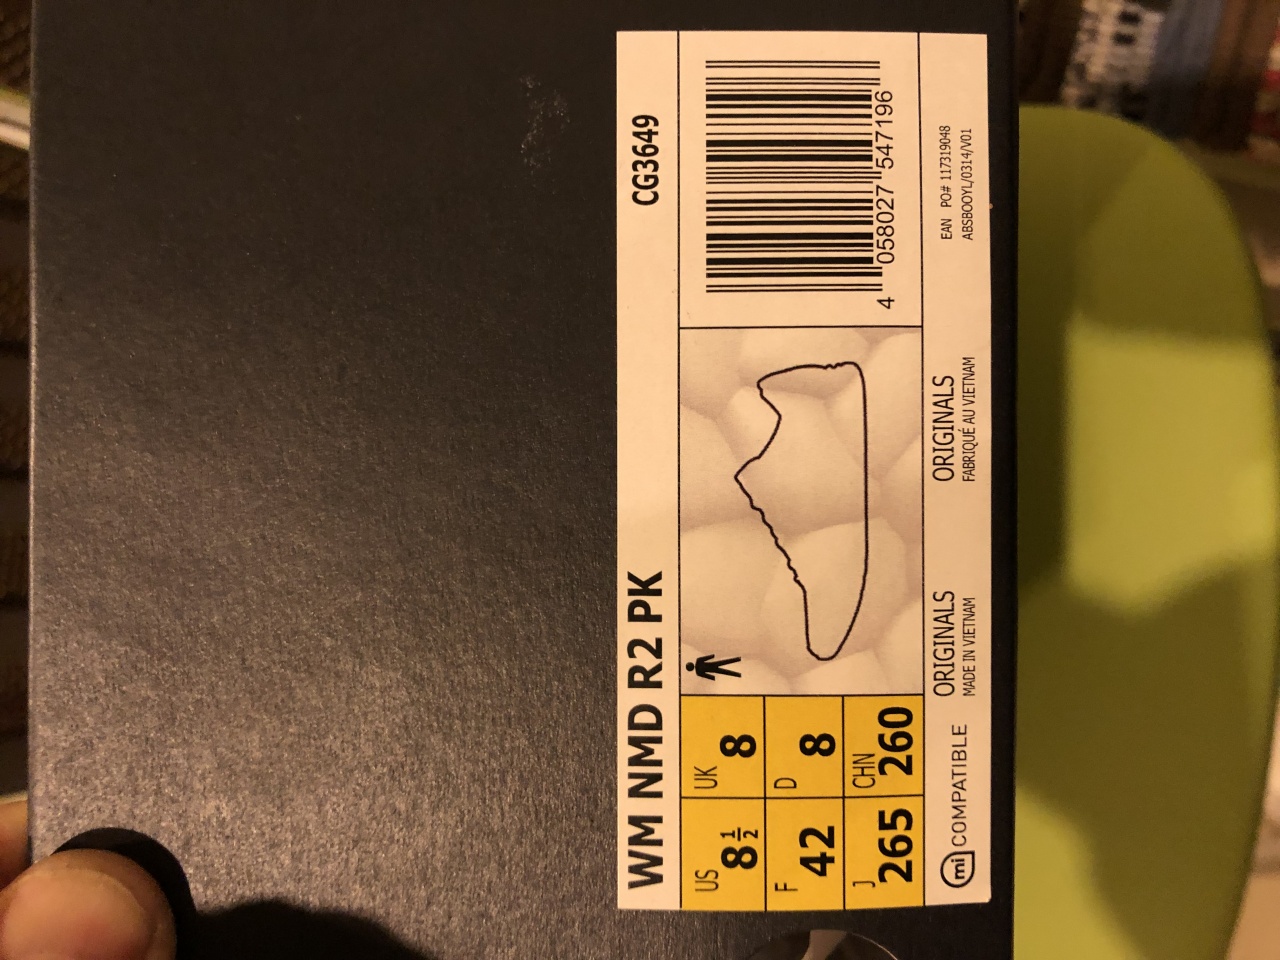 WM NMD R2 PK CG3649
US 8½
UK 8
F 42
D 8
J 265
CHN 260
4 058027 547196
mi COMPATIBLE
ORIGINALS
MADE IN VIETNAM
ORIGINALS
FABRIQUÉ AU VIETNAM
EAN PO# 117319048
ABSBOOYL/0314/V01